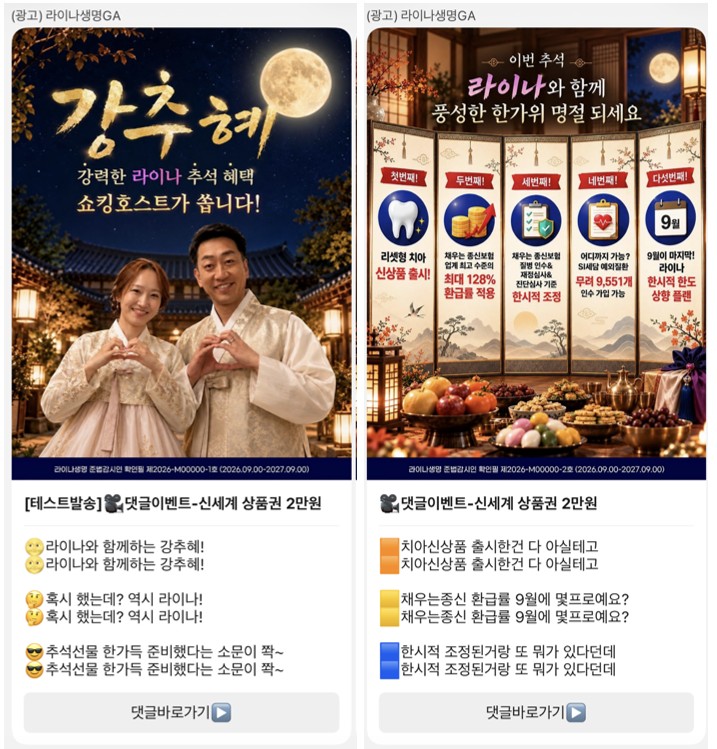 (광고) 라이나생명GA
강추혜
강력한 라이나 추석 혜택
쇼킹호스트가 쏩니다!
라이나생명 준법감시인 확인필 제2026-M00000-1호 (2026.09.00-2027.09.00)
[테스트발송]🎥댓글이벤트-신세계 상품권 2만원
🌝라이나와 함께하는 강추혜!
🌝라이나와 함께하는 강추혜!
🤔혹시 했는데? 역시 라이나!
🤔혹시 했는데? 역시 라이나!
😎추석선물 한가득 준비했다는 소문이 쫙~
😎추석선물 한가득 준비했다는 소문이 쫙~
댓글바로가기▶️
(광고) 라이나생명GA
이번 추석
라이나와 함께
풍성한 한가위 명절 되세요
첫번째!
리셋형 치아
신상품 출시!
두번째!
채우는 종신보험
업계 최고 수준의
최대 128%
환급률 적용
세번째!
채우는 종신보험
질병 인수&
재정심사&
진단심사 기준
한시적 조정
네번째!
어디까지 가능?
SI세담 예외질환
무려 9,551개
인수 가입 가능
다섯번째!
9월
9월이 마지막!
라이나
한시적 한도
상향 플랜
라이나생명 준법감시인 확인필 제2026-M00000-2호 (2026.09.00-2027.09.00)
🎥댓글이벤트-신세계 상품권 2만원
🟧치아신상품 출시한건 다 아실테고
🟧치아신상품 출시한건 다 아실테고
🟨채우는종신 환급률 9월에 몇프로예요?
🟨채우는종신 환급률 9월에 몇프로예요?
🟦한시적 조정된거랑 또 뭐가 있다던데
🟦한시적 조정된거랑 또 뭐가 있다던데
댓글바로가기▶️